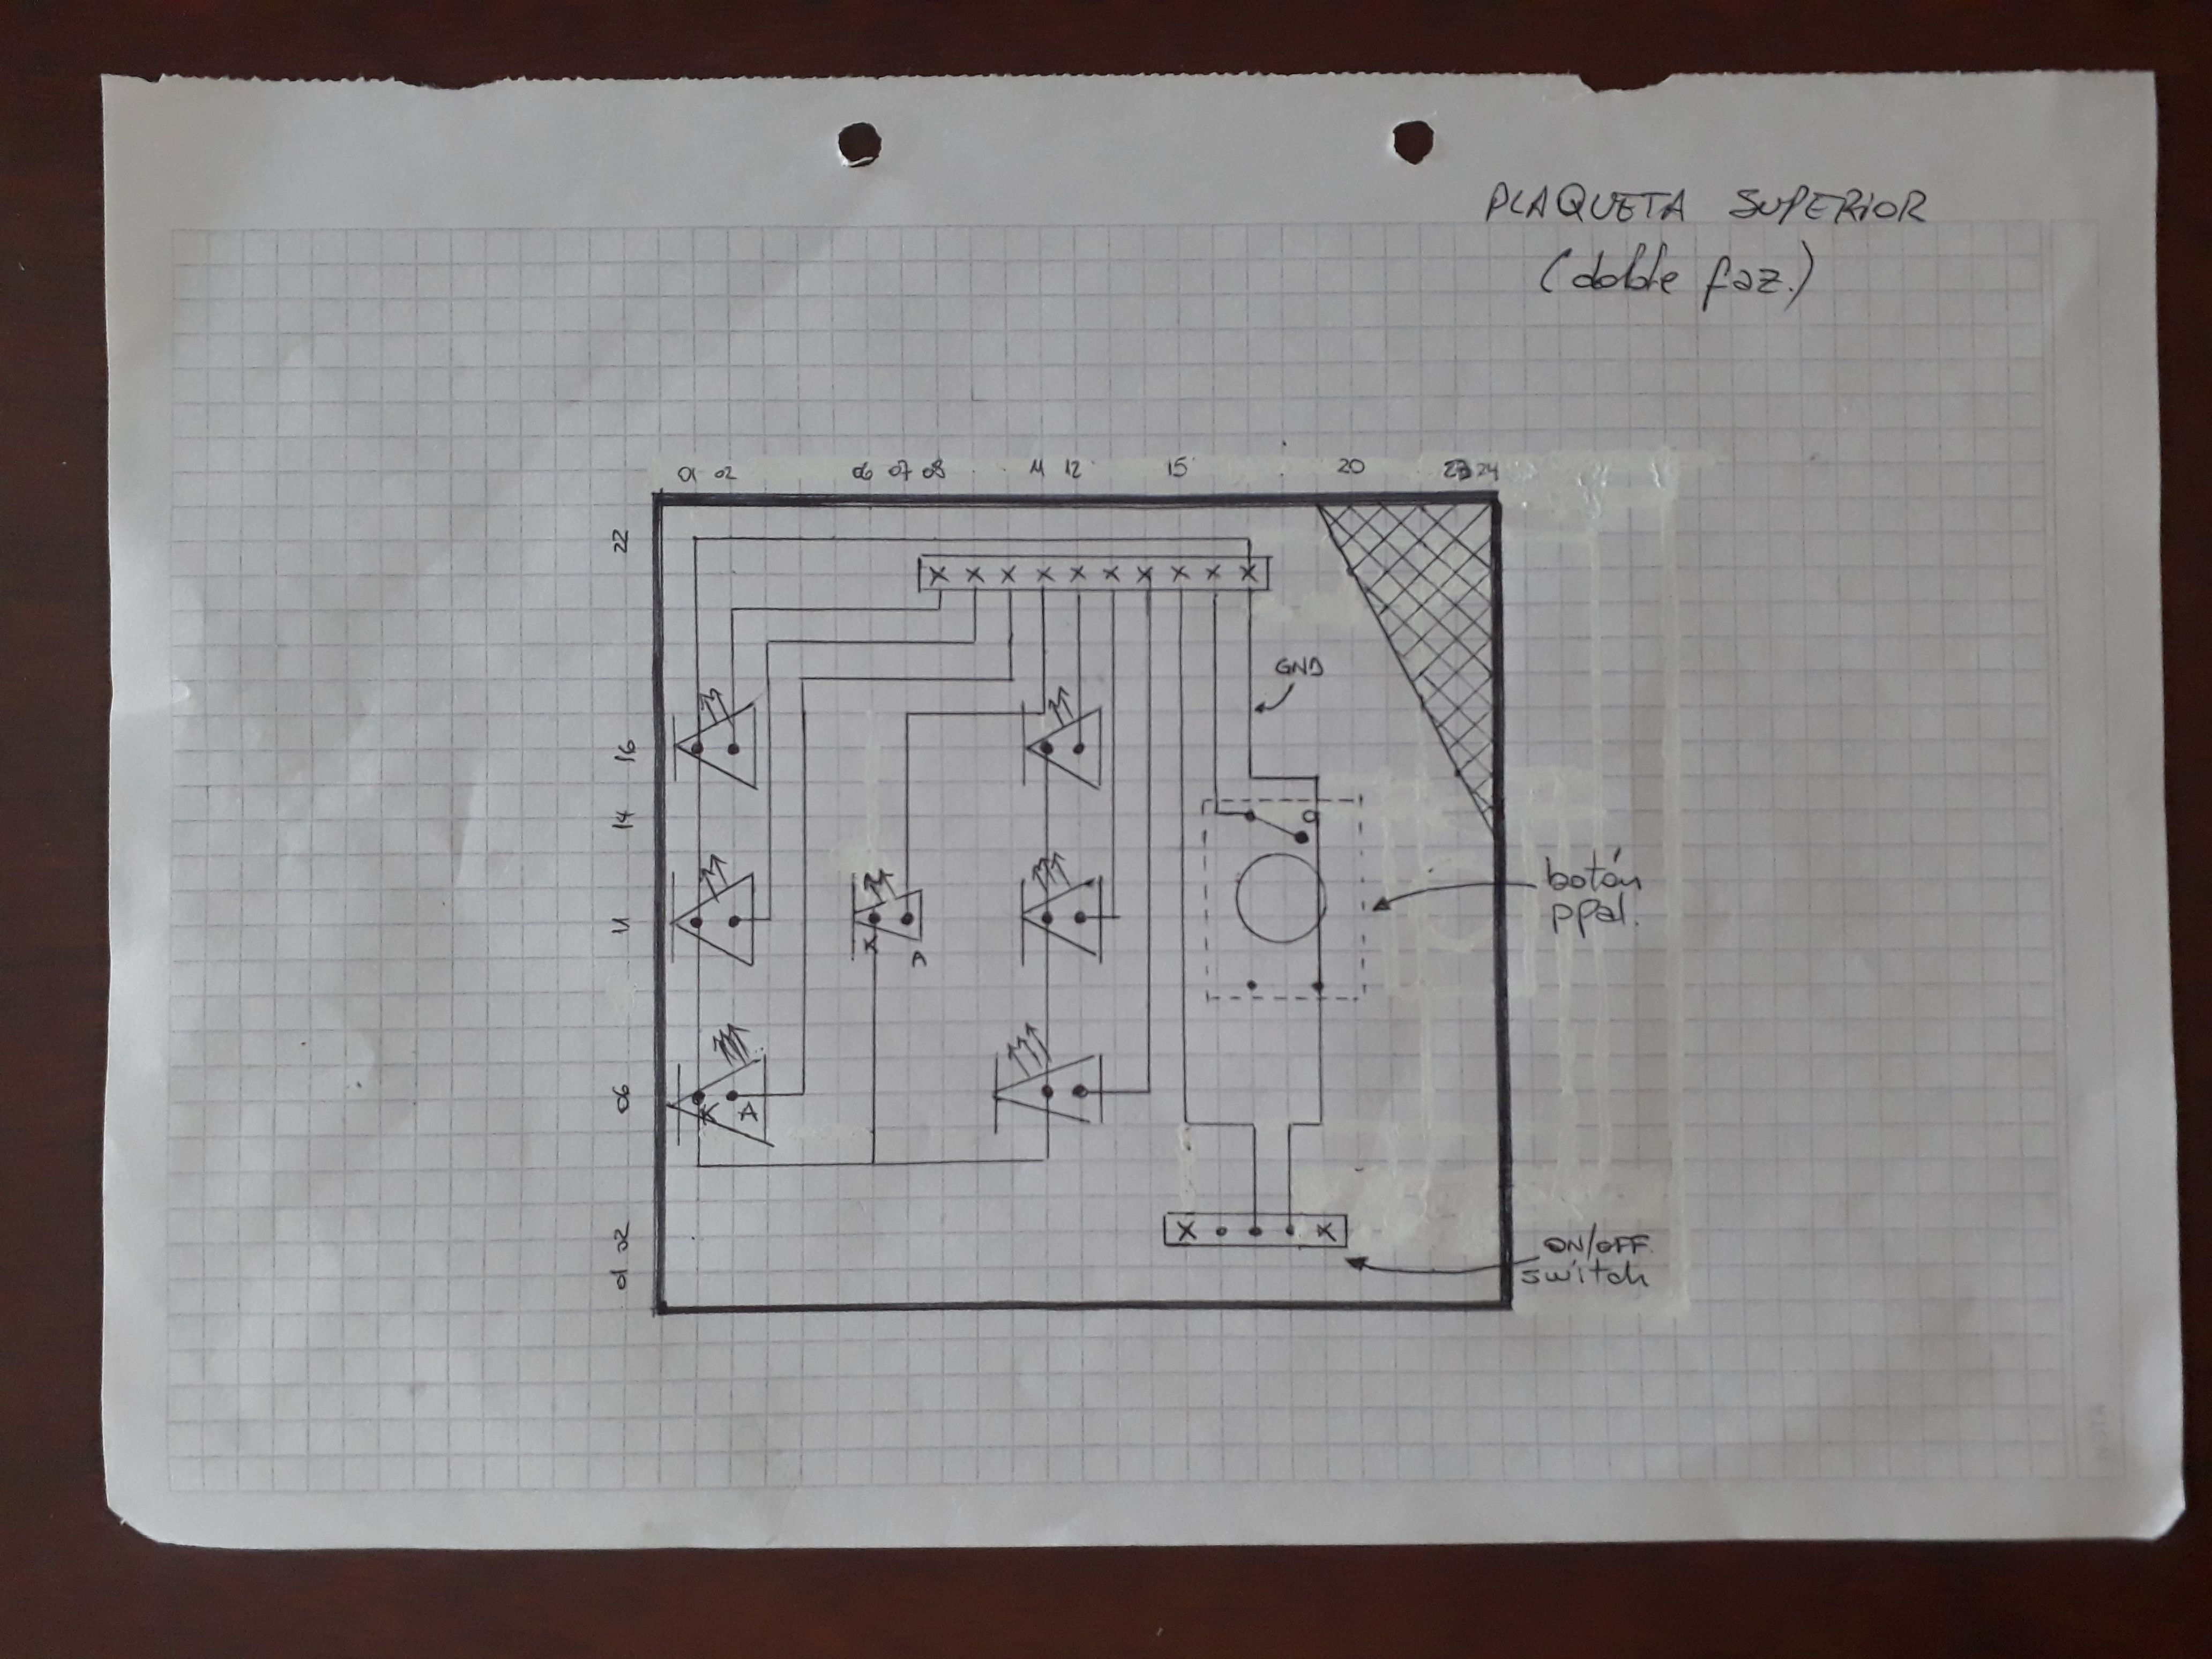 PLAQUETA SUPERIOR
(doble faz.)
01 02 06 07 08 11 12 15 20 23 24
22
GND
16
14
botón
ppal.
11
K A
06
K A
02
ON/OFF
switch
01